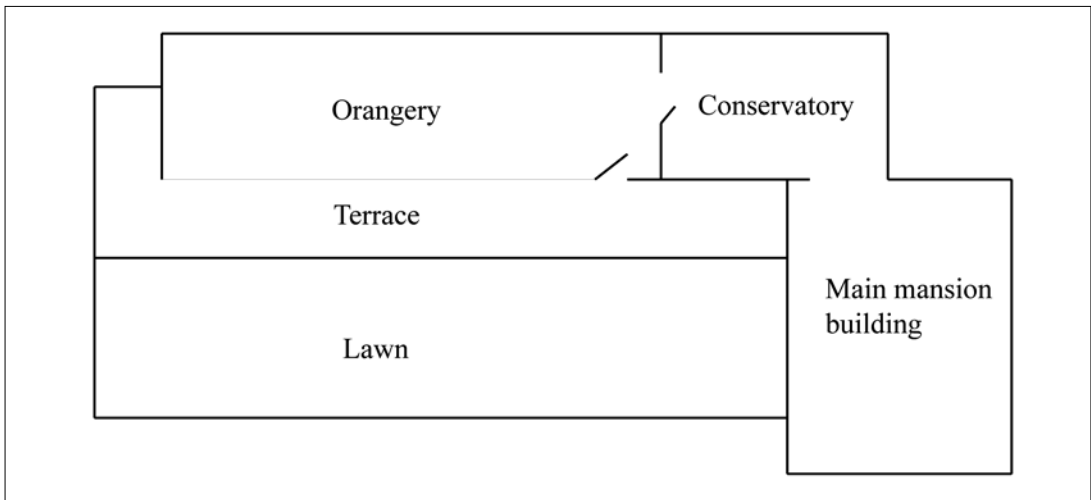 Orangery
Conservatory
Terrace
Main mansion
building
Lawn